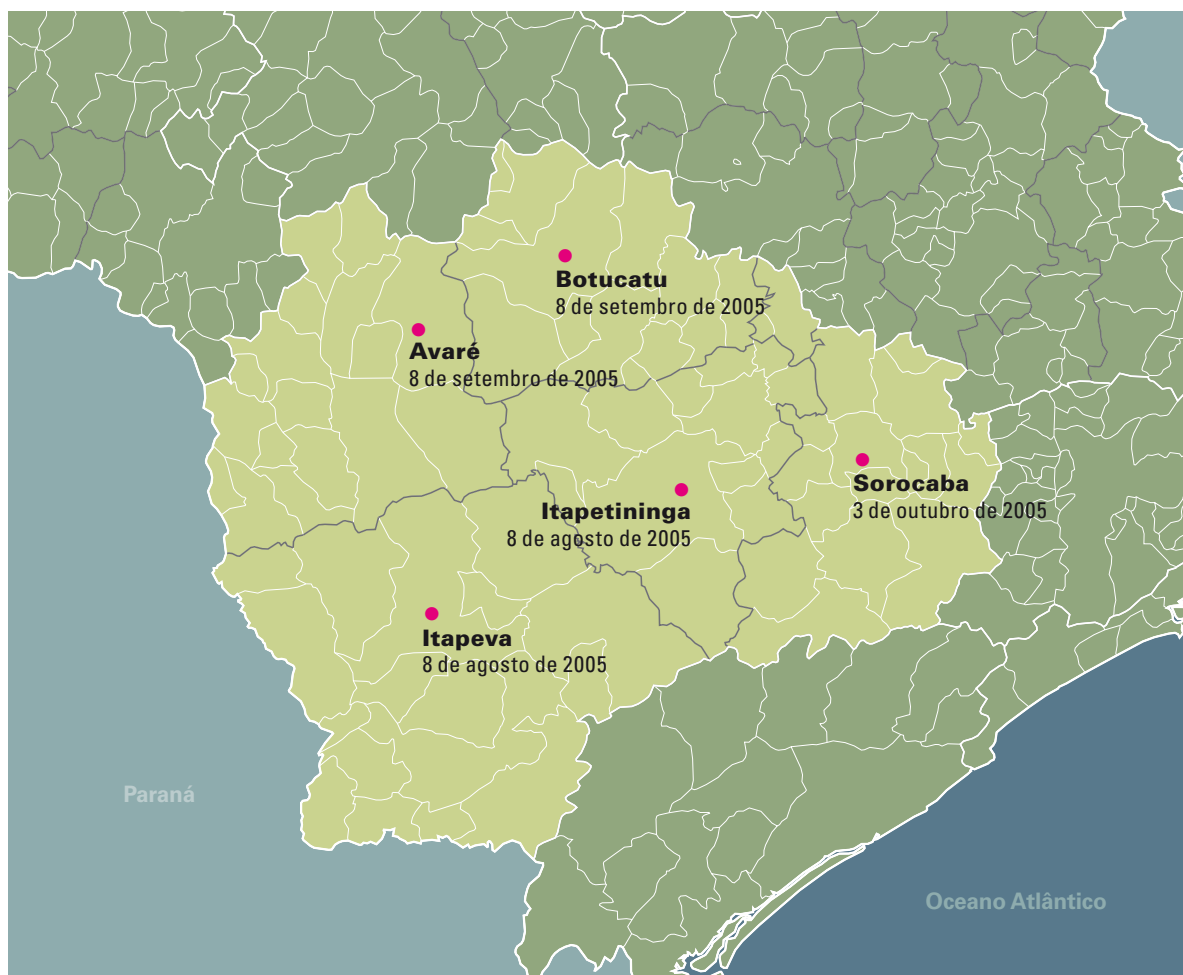 Botucatu
8 de setembro de 2005
Avaré
8 de setembro de 2005
Sorocaba
3 de outubro de 2005
Itapetininga
8 de agosto de 2005
Itapeva
8 de agosto de 2005
Paraná
Oceano Atlântico